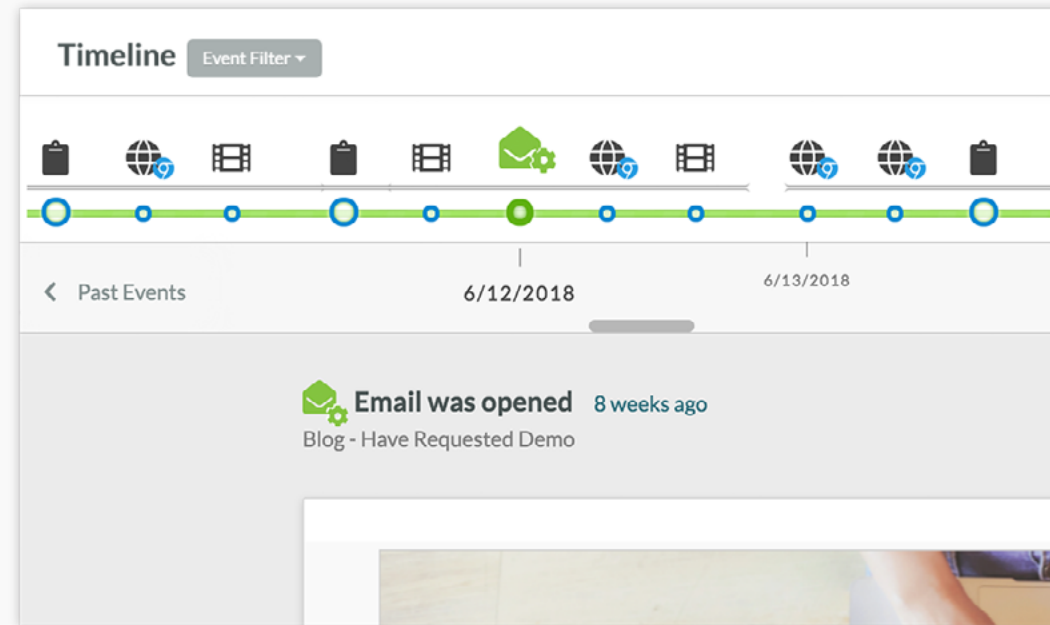 Timeline
Event Filter
Past Events
6/12/2018
6/13/2018
Email was opened 8 weeks ago
Blog - Have Requested Demo